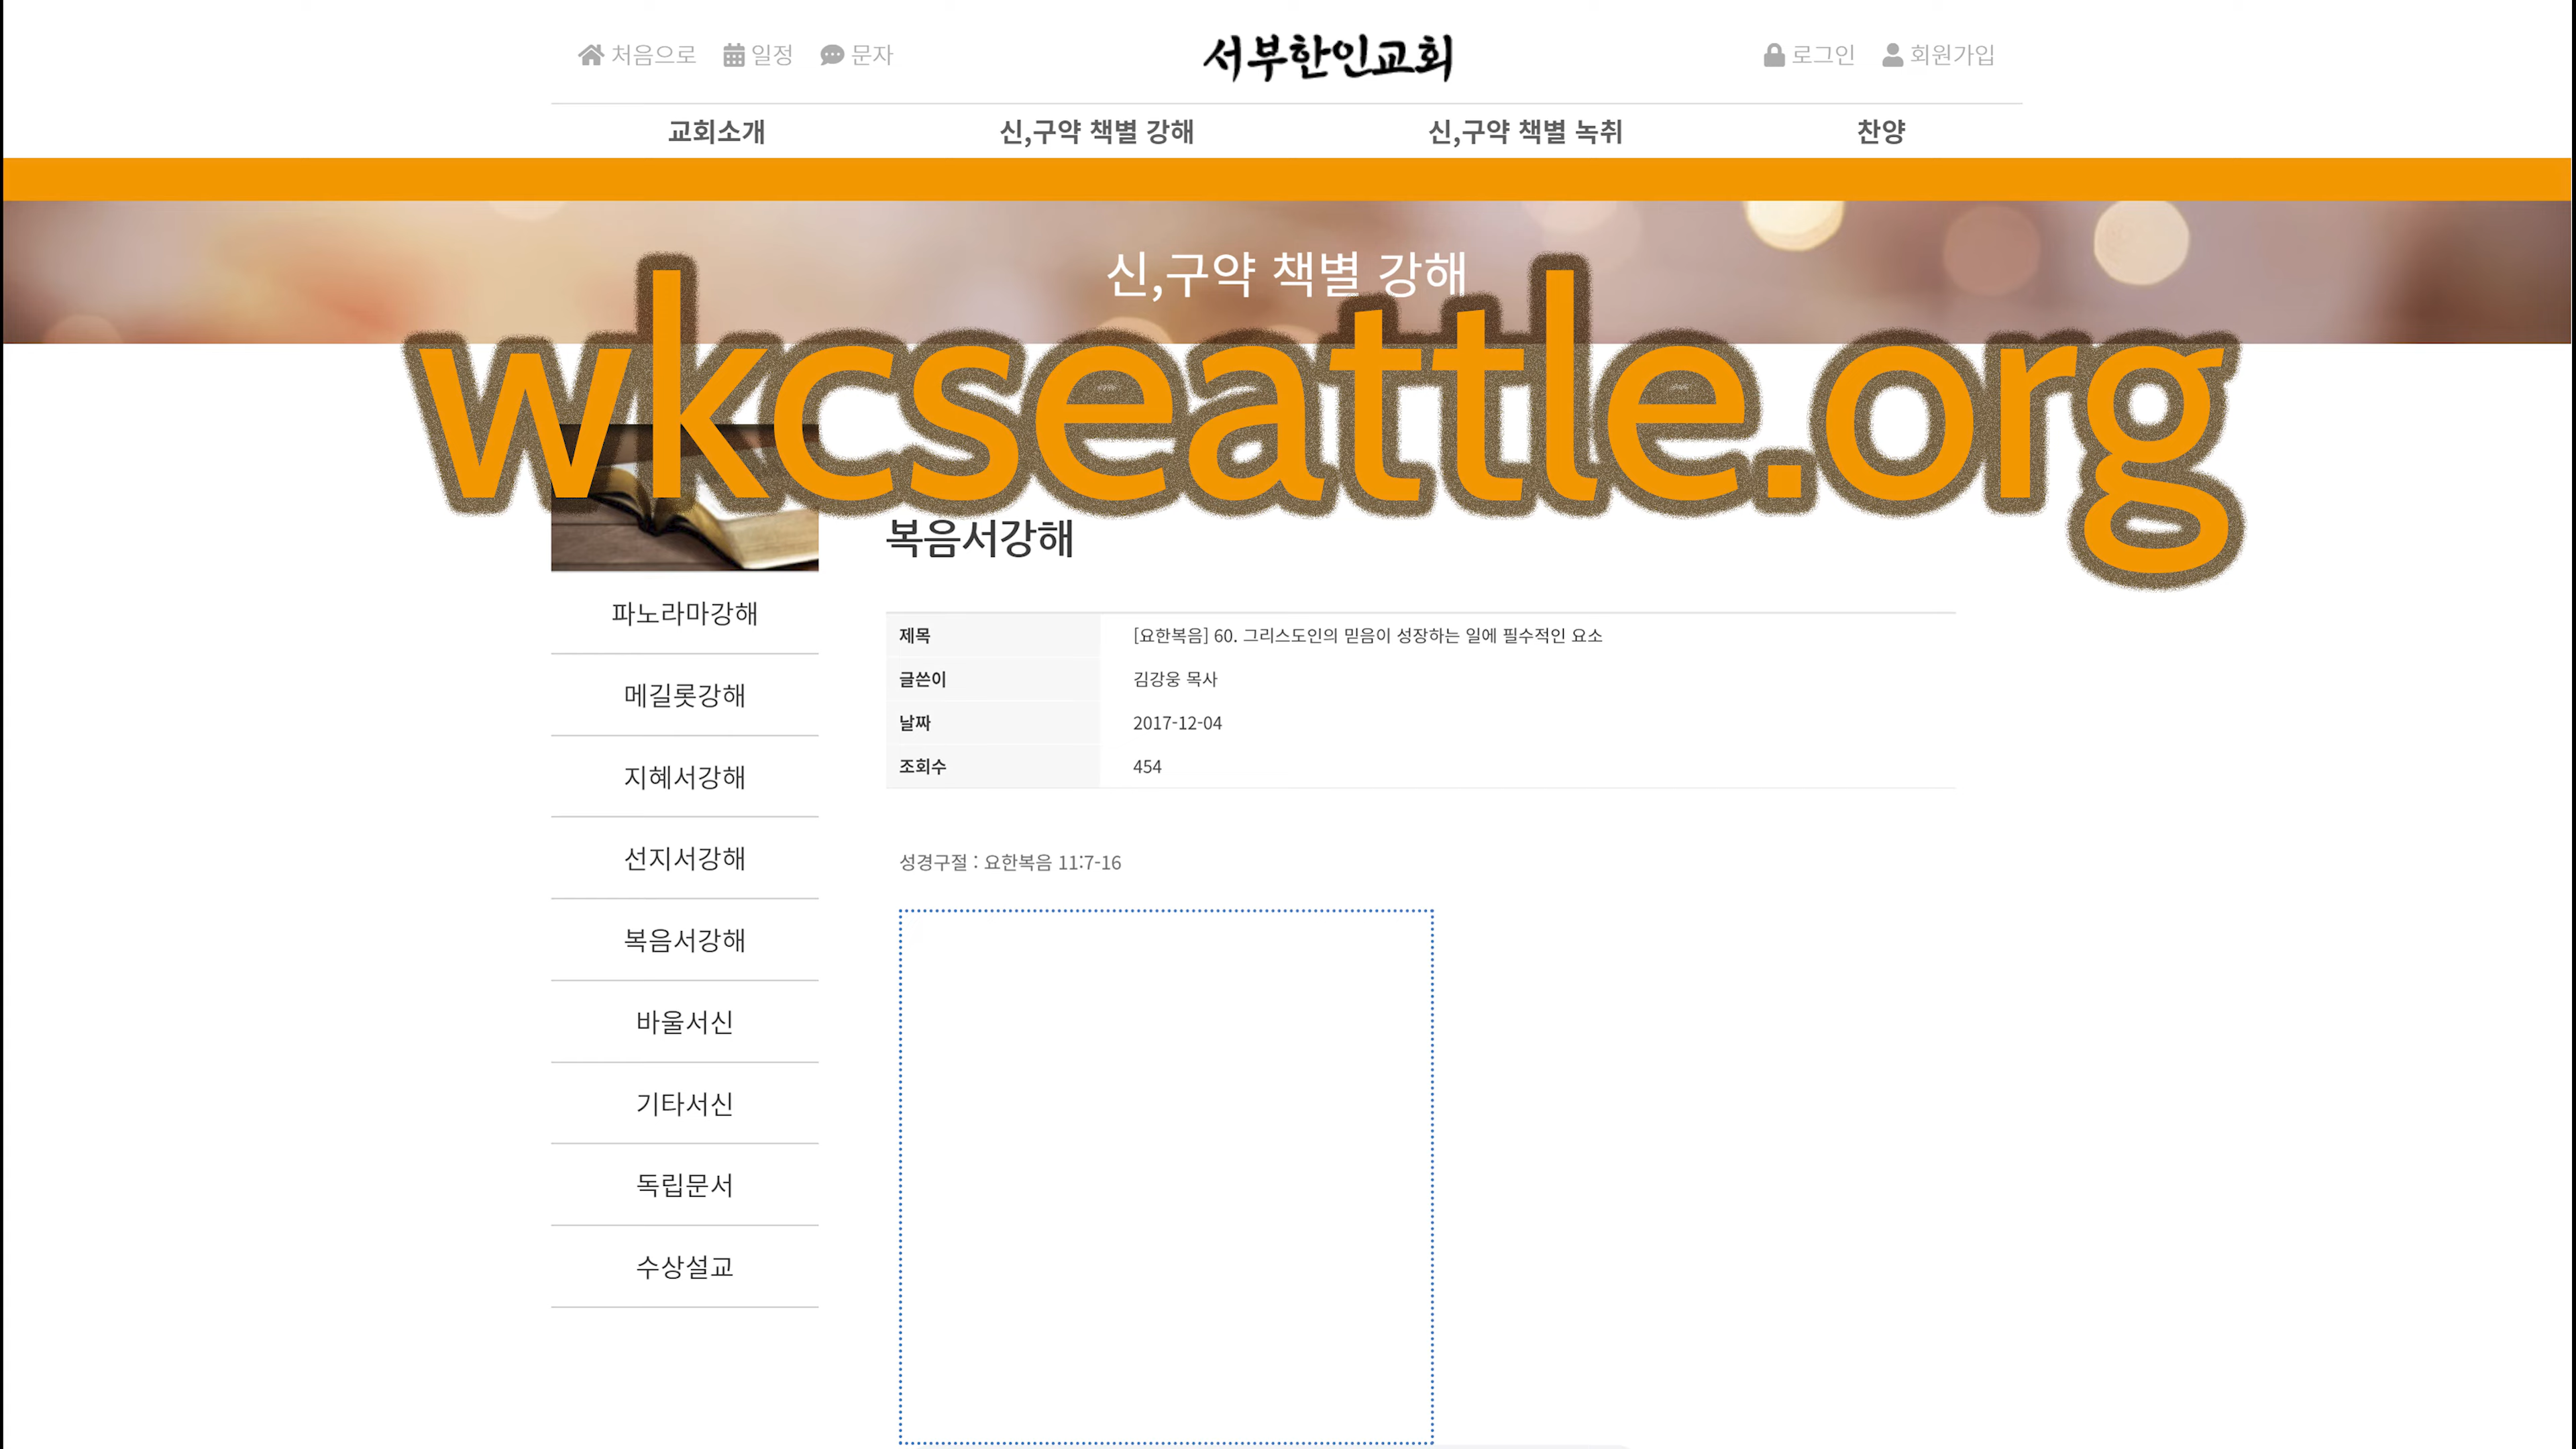 처음으로 일정 문자 서부한인교회 로그인 회원가입
교회소개 신,구약 책별 강해 신,구약 책별 녹취 찬양
신,구약 책별 강해
wkcseattle.org
복음서강해
파노라마강해
메길롯강해
지혜서강해
선지서강해
복음서강해
바울서신
기타서신
독립문서
수상설교
제목 [요한복음] 60. 그리스도인의 믿음이 성장하는 일에 필수적인 요소
글쓴이 김강웅 목사
날짜 2017-12-04
조회수 454
성경구절 : 요한복음 11:7-16